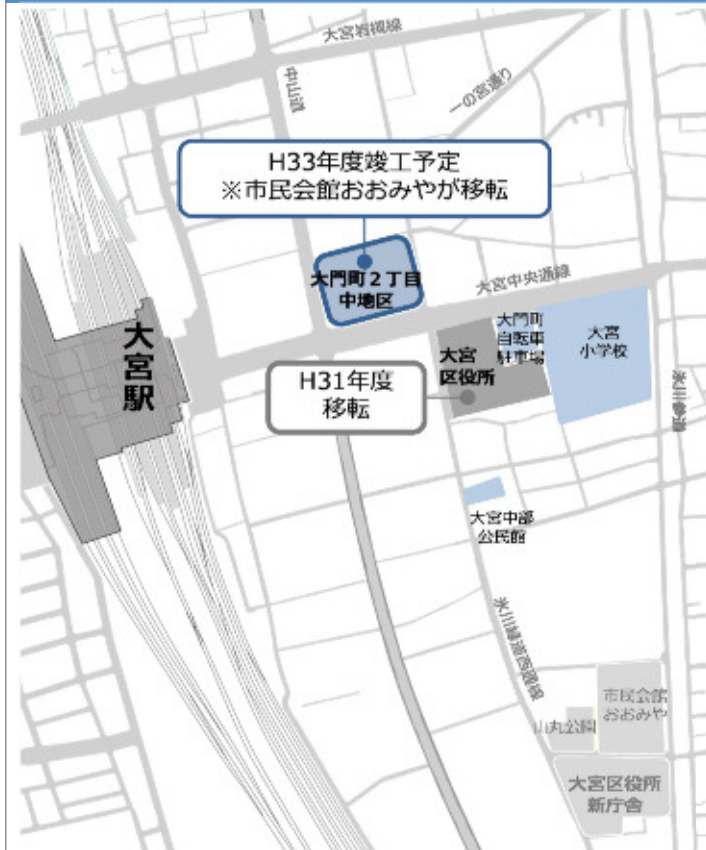 大宮岩槻線
中山道
一の宮通り
H33年度竣工予定
※市民会館おおみやが移転
大門町２丁目
中地区
大宮中央通線
大宮駅
大宮
区役所
大門町
自転車
駐車場
大宮
小学校
H31年度
移転
氷川参道
大宮中部
公民館
氷川緑道西通線
市民会館
おおみや
山丸公園
大宮区役所
新庁舎